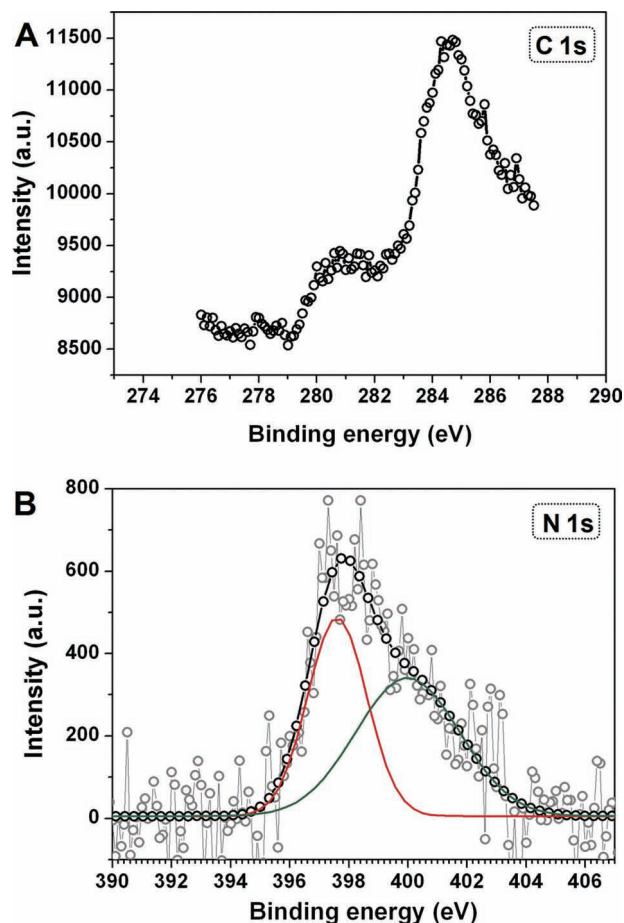 A
C 1s
11500
11000
10500
10000
9500
9000
8500
Intensity (a.u.)
274 276 278 280 282 284 286 288 290
Binding energy (eV)
B
N 1s
800
600
400
200
0
Intensity (a.u.)
390 392 394 396 398 400 402 404 406
Binding energy (eV)